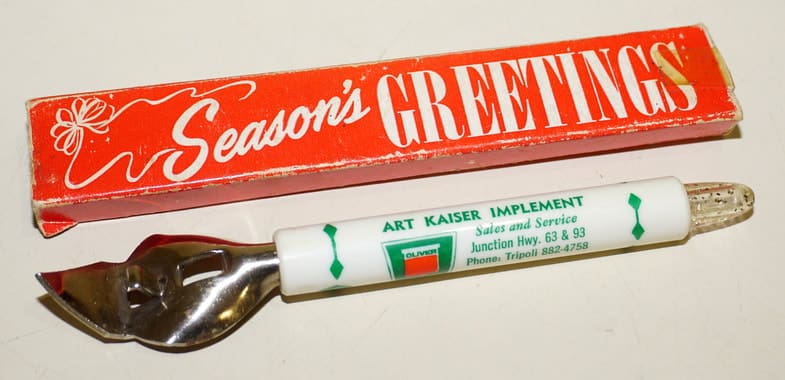 Season's GREETINGS
ART KAISER IMPLEMENT
Sales and Service
OLIVER
Junction Hwy. 63 & 93
Phone: Tripoli 882-4758